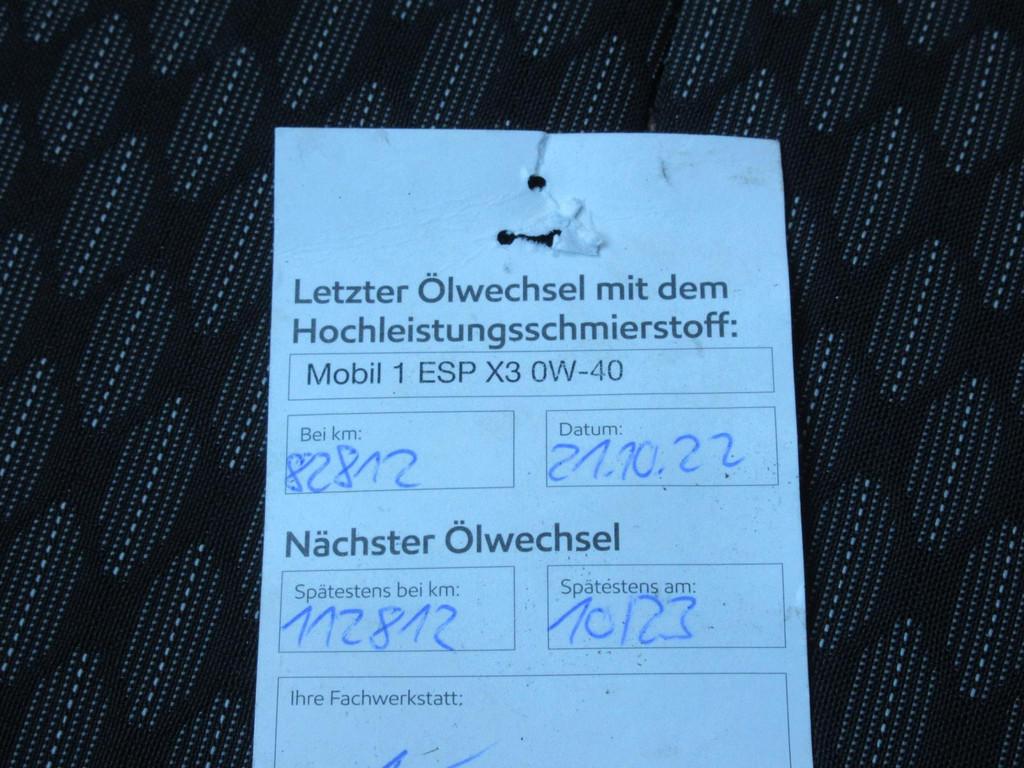 Letzter Ölwechsel mit dem
Hochleistungsschmierstoff:
Mobil 1 ESP X3 0W-40
Bei km:
82812
Datum:
21.10.22
Nächster Ölwechsel
Spätestens bei km:
112812
Spätestens am:
10/23
Ihre Fachwerkstatt: